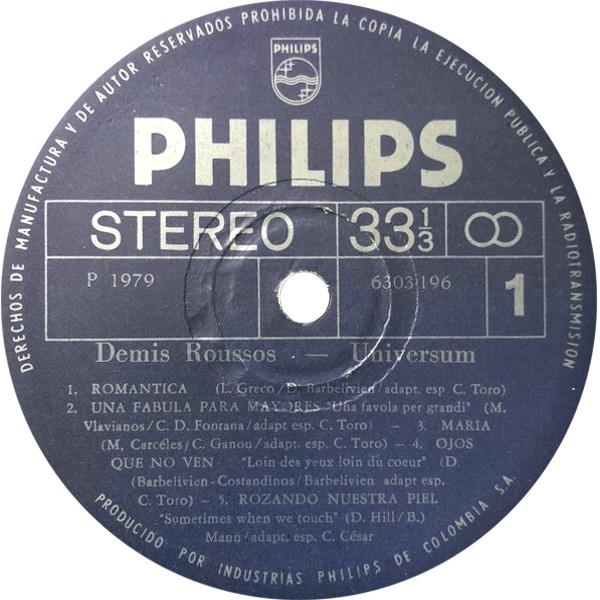 DERECHOS DE MANUFACTURA Y DE AUTOR RESERVADOS PROHIBIDA LA COPIA LA EJECUCION PUBLICA Y LA RADIOTRANSMISION
PHILIPS
PHILIPS
STEREO 33 1/3
P 1979 6303 196 1
Demis Roussos — Universum
1. ROMANTICA (L. Greco/D. Barbelivien/adapt. esp C. Toro)
2. UNA FABULA PARA MAYORES "Una favola per grandi" (M.
Vlavianos/C. D. Fontana/adapt esp. C. Toro) – 3. MARIA
(M. Carcéles/C. Ganou/adapt. esp. C. Toro) – 4. OJOS
QUE NO VEN "Loin des yeux loin du coeur" (D.
(Barbelivien-Costandinos/Barbelivien adapt esp.
C. Toro) – 5. ROZANDO NUESTRA PIEL
"Sometimes when we touch" (D. Hill/B.)
Mann/adapt. esp. C. César
PRODUCIDO POR INDUSTRIAS PHILIPS DE COLOMBIA S.A.